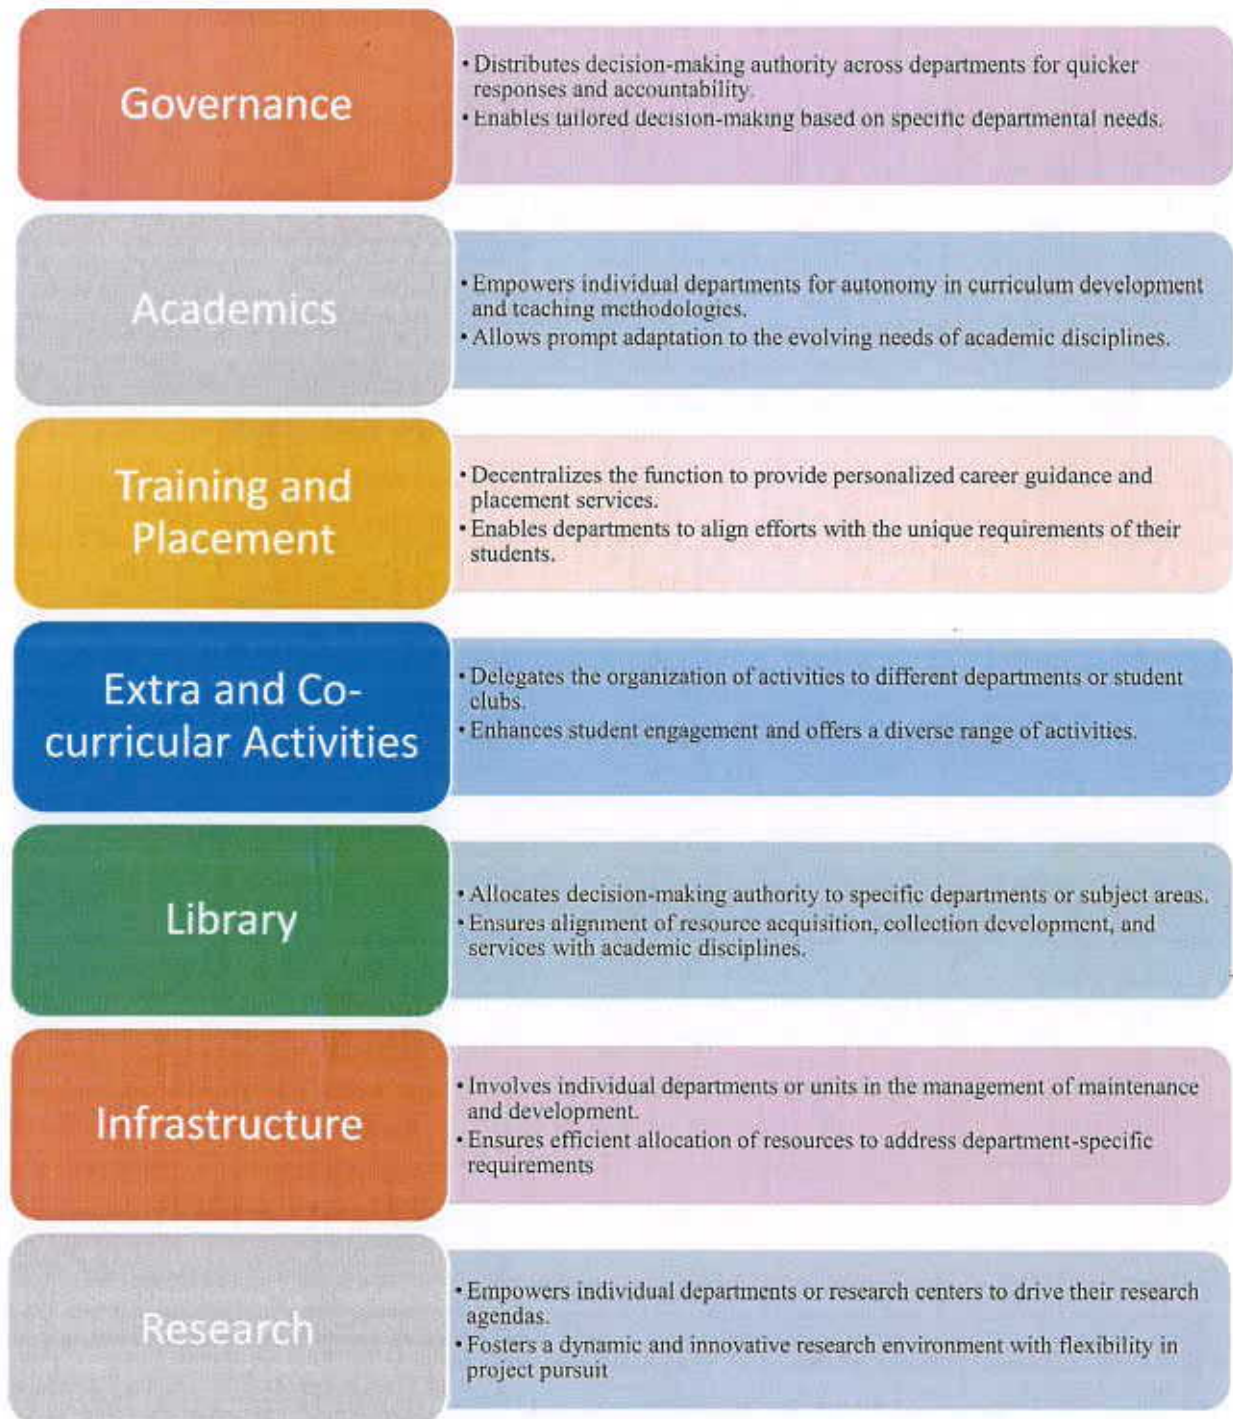 Governance
• Distributes decision-making authority across departments for quicker
responses and accountability.
• Enables tailored decision-making based on specific departmental needs.
Academics
• Empowers individual departments for autonomy in curriculum development
and teaching methodologies.
• Allows prompt adaptation to the evolving needs of academic disciplines.
Training and
Placement
• Decentralizes the function to provide personalized career guidance and
placement services.
• Enables departments to align efforts with the unique requirements of their
students.
Extra and Co-
curricular Activities
• Delegates the organization of activities to different departments or student
clubs.
• Enhances student engagement and offers a diverse range of activities.
Library
• Allocates decision-making authority to specific departments or subject areas.
• Ensures alignment of resource acquisition, collection development, and
services with academic disciplines.
Infrastructure
• Involves individual departments or units in the management of maintenance
and development.
• Ensures efficient allocation of resources to address department-specific
requirements
Research
• Empowers individual departments or research centers to drive their research
agendas.
• Fosters a dynamic and innovative research environment with flexibility in
project pursuit